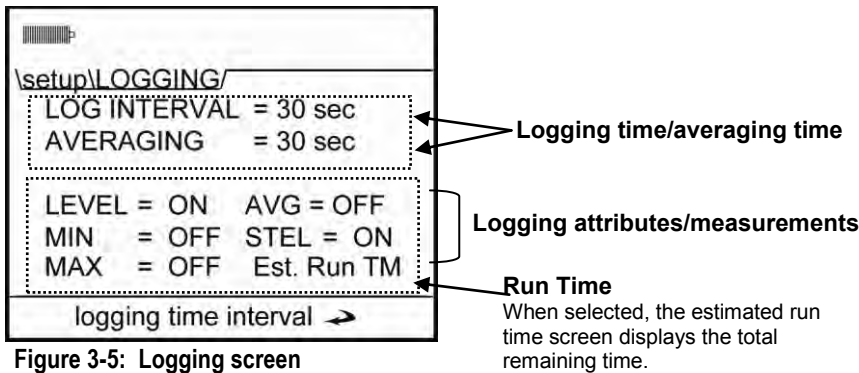 \setup\LOGGING/
LOG INTERVAL = 30 sec
AVERAGING = 30 sec
LEVEL = ON AVG = OFF
MIN = OFF STEL = ON
MAX = OFF Est. Run TM
logging time interval
Logging time/averaging time
Logging attributes/measurements
Run Time
When selected, the estimated run
time screen displays the total
remaining time.
Figure 3-5: Logging screen